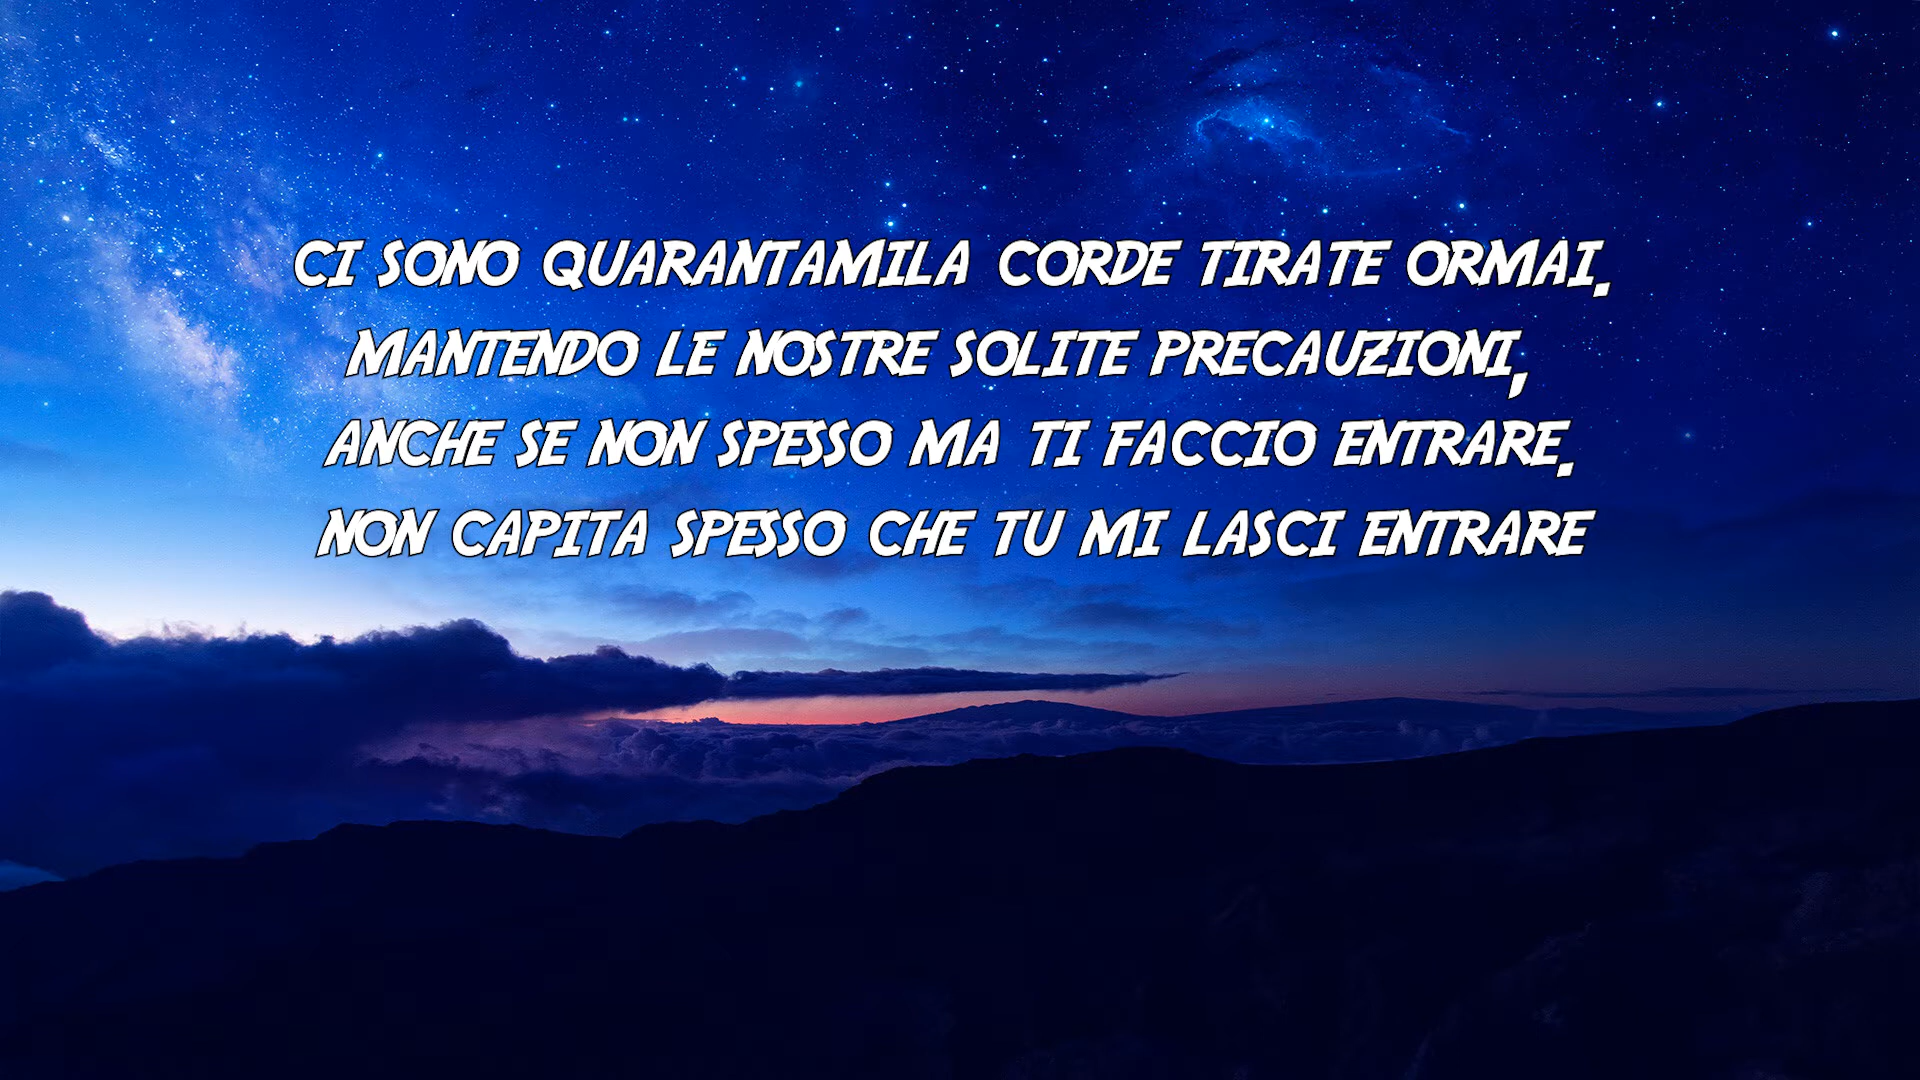 CI SONO QUARANTAMILA CORDE TIRATE ORMAI.
MANTENDO LE NOSTRE SOLITE PRECAUZIONI,
ANCHE SE NON SPESSO MA TI FACCIO ENTRARE.
NON CAPITA SPESSO CHE TU MI LASCI ENTRARE